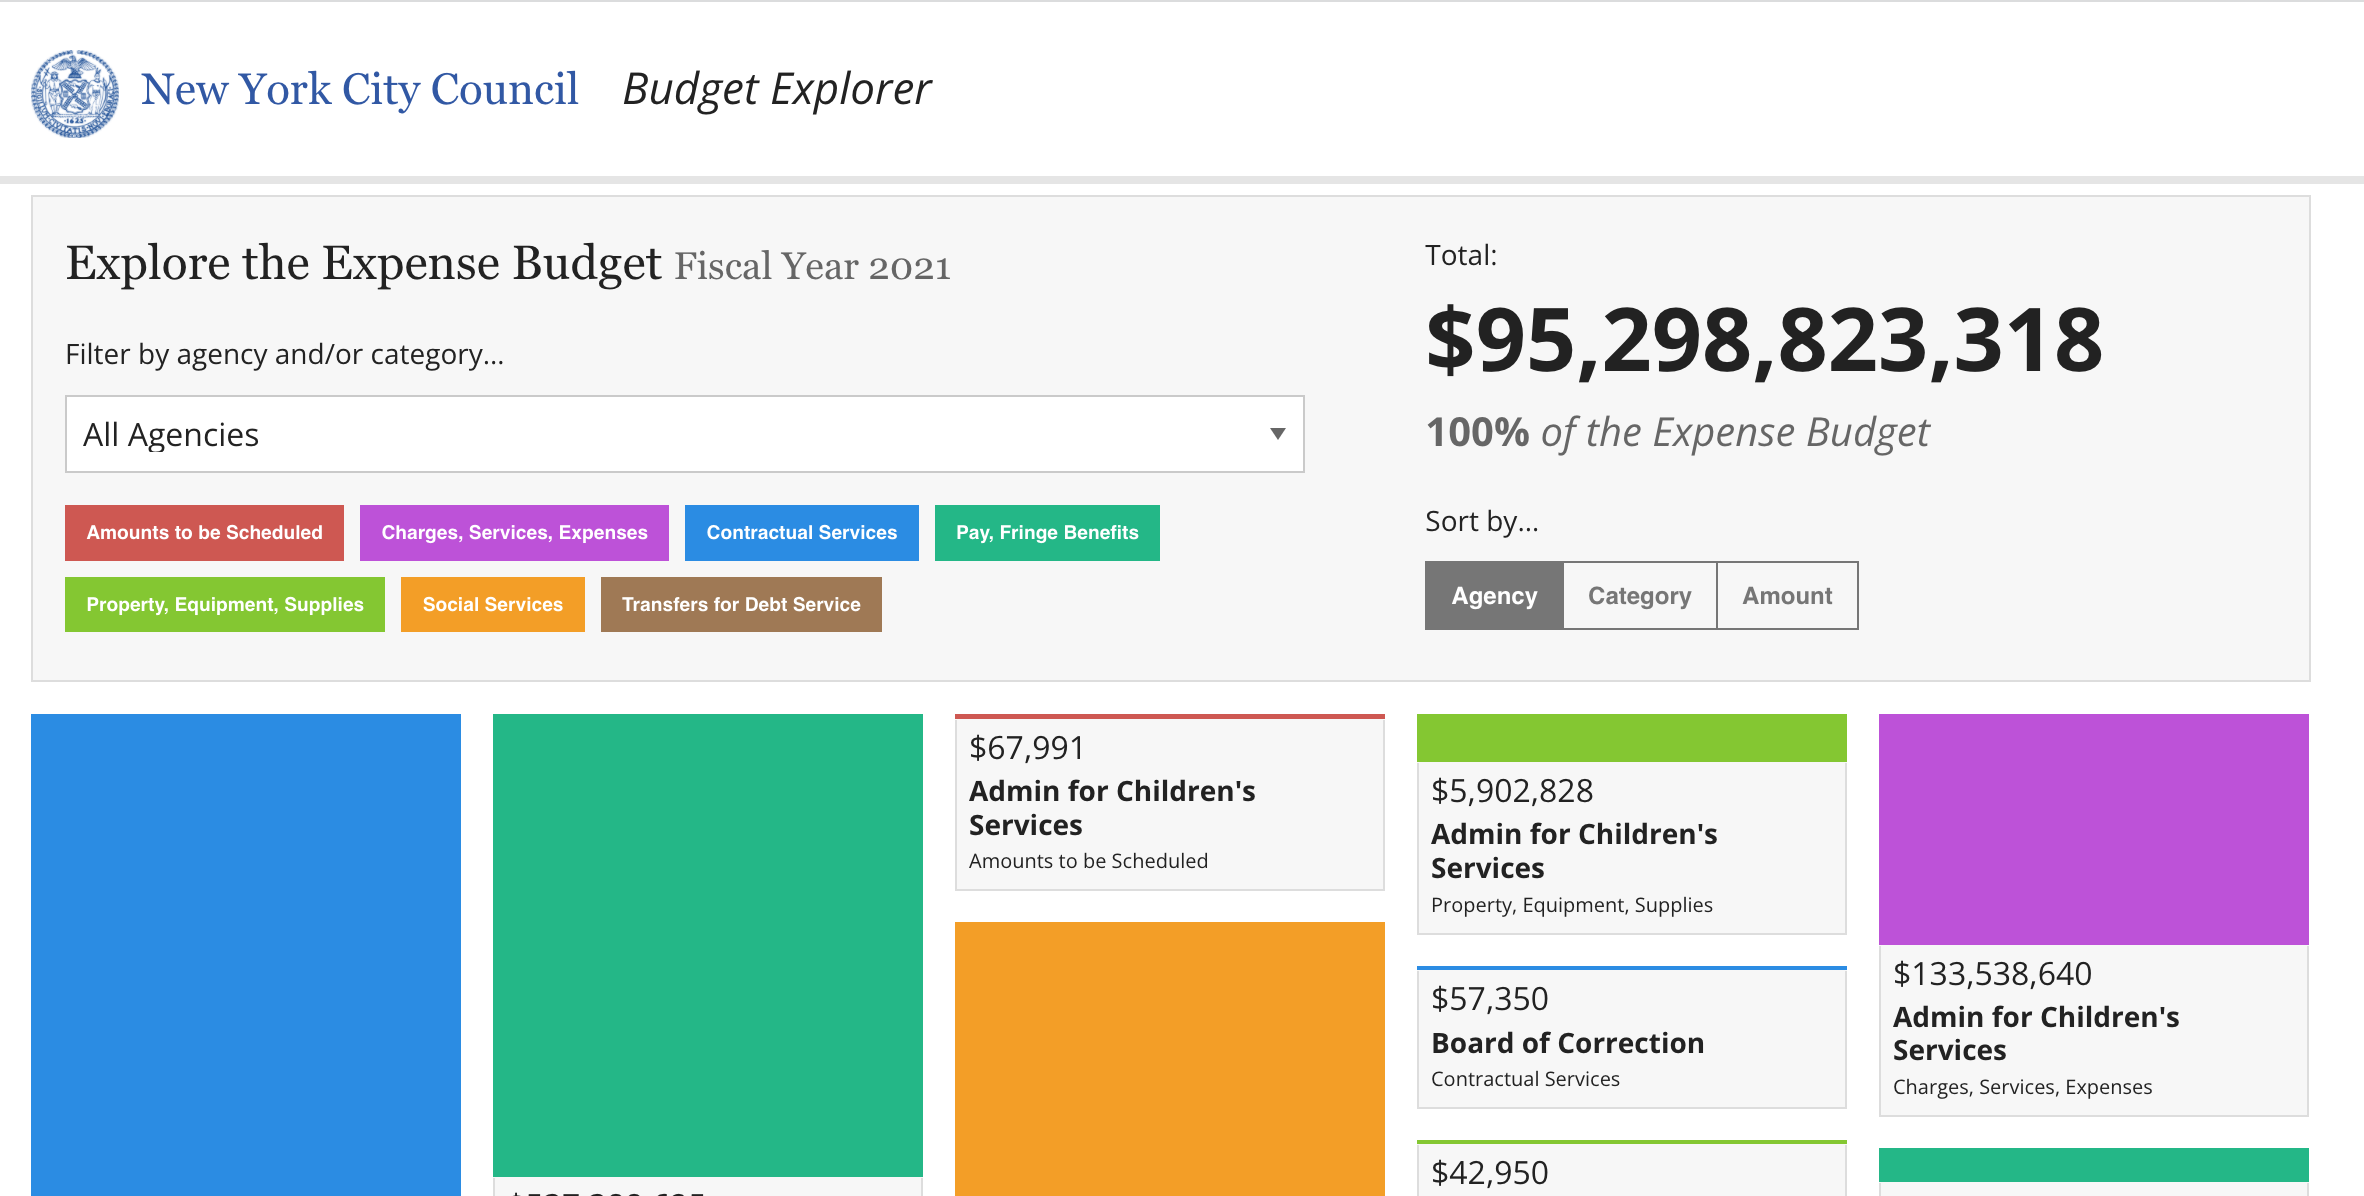 New York City Council Budget Explorer
Explore the Expense Budget Fiscal Year 2021
Filter by agency and/or category...
All Agencies
Amounts to be Scheduled
Charges, Services, Expenses
Contractual Services
Pay, Fringe Benefits
Property, Equipment, Supplies
Social Services
Transfers for Debt Service
Total:
$95,298,823,318
100% of the Expense Budget
Sort by...
Agency
Category
Amount
$67,991
Admin for Children's
Services
Amounts to be Scheduled
$5,902,828
Admin for Children's
Services
Property, Equipment, Supplies
$57,350
Board of Correction
Contractual Services
$42,950
$133,538,640
Admin for Children's
Services
Charges, Services, Expenses